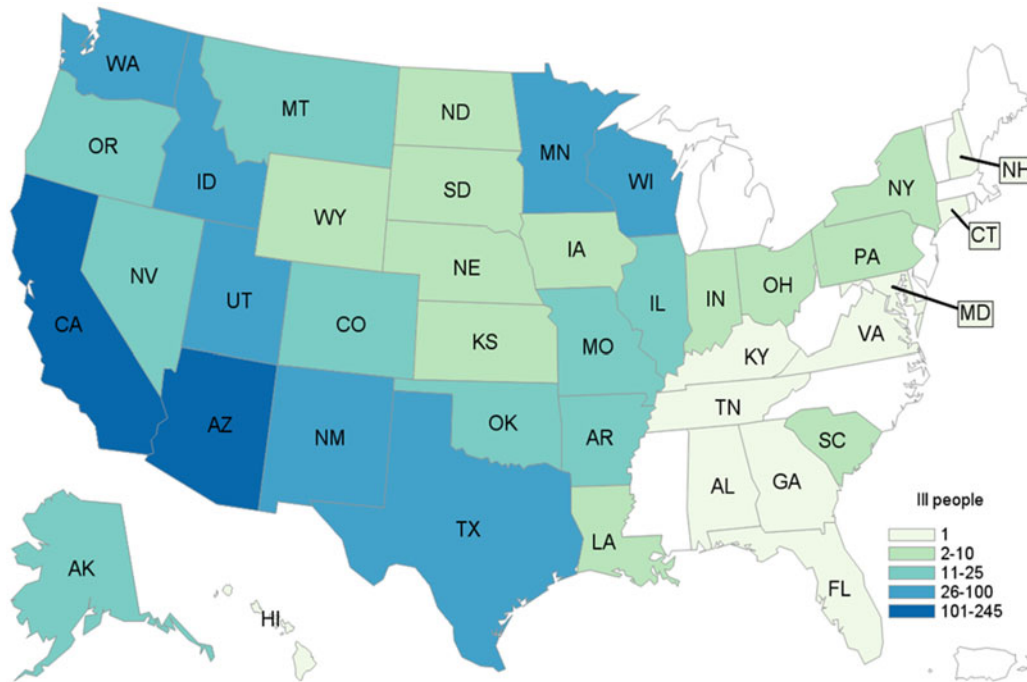 WA
MT
ND
MN
OR
ID
WI
NH
SD
NY
WY
CT
IA
PA
NE
NV
OH
IN
IL
UT
MD
CA
CO
KS
MO
VA
KY
TN
OK
AZ
NM
AR
SC
AL
GA
TX
LA
Ill people
1
2-10
11-25
26-100
101-245
AK
FL
HI